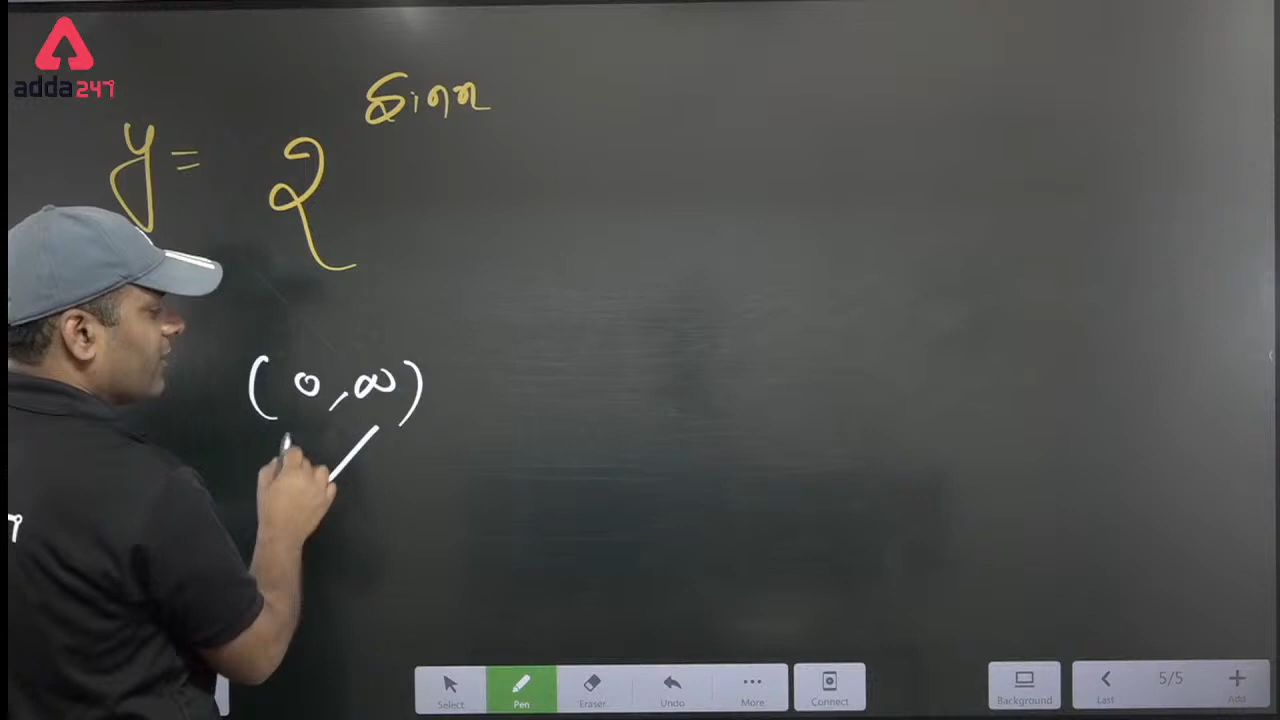 adda247
y = 2^sinx
(0, ∞)
Select
Pen
Eraser
Undo
More
Connect
Background
Last
5/5
Add